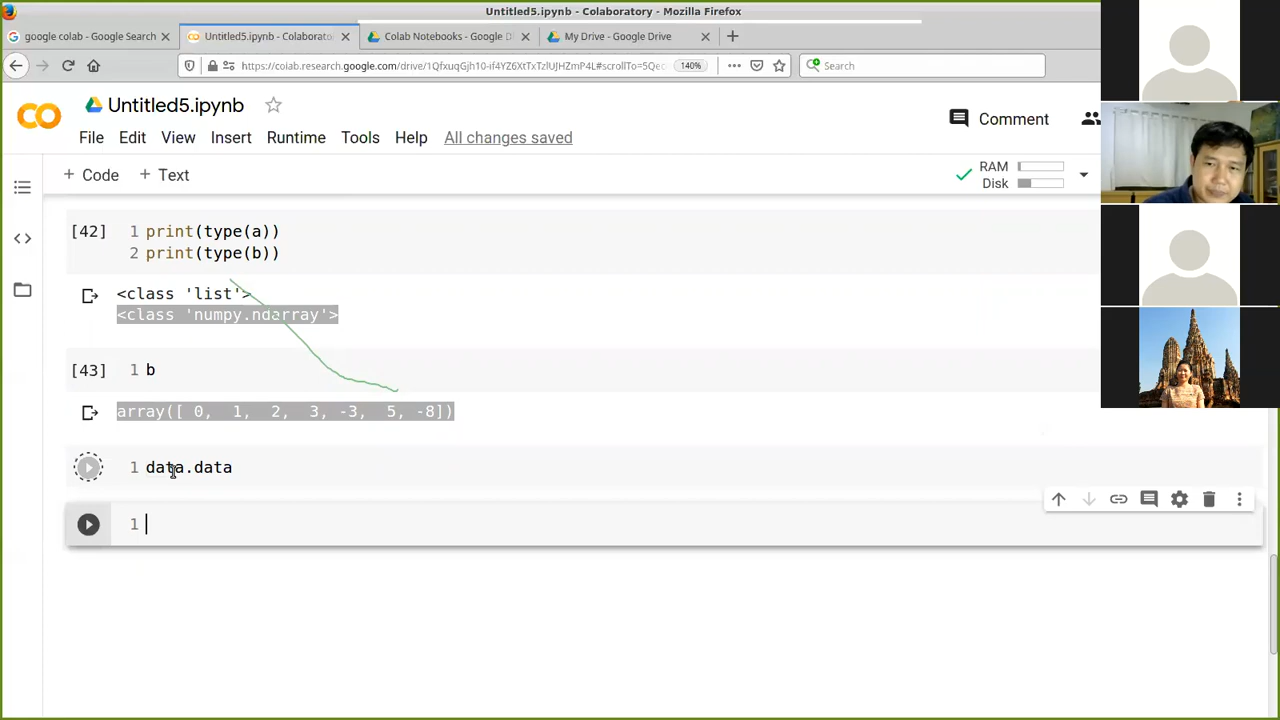 Untitled5.ipynb - Colaboratory - Mozilla Firefox
google colab - Google Search
Untitled5.ipynb - Colaborato
Colab Notebooks - Google D
My Drive - Google Drive
140%
Search
Untitled5.ipynb
File Edit View Insert Runtime Tools Help All changes saved
Comment
+ Code + Text
RAM
Disk
[42] 1 print(type(a))
2 print(type(b))
<class 'list'>
<class 'numpy.ndarray'>
[43] 1 b
array([ 0, 1, 2, 3, -3, 5, -8])
1 data.data
1